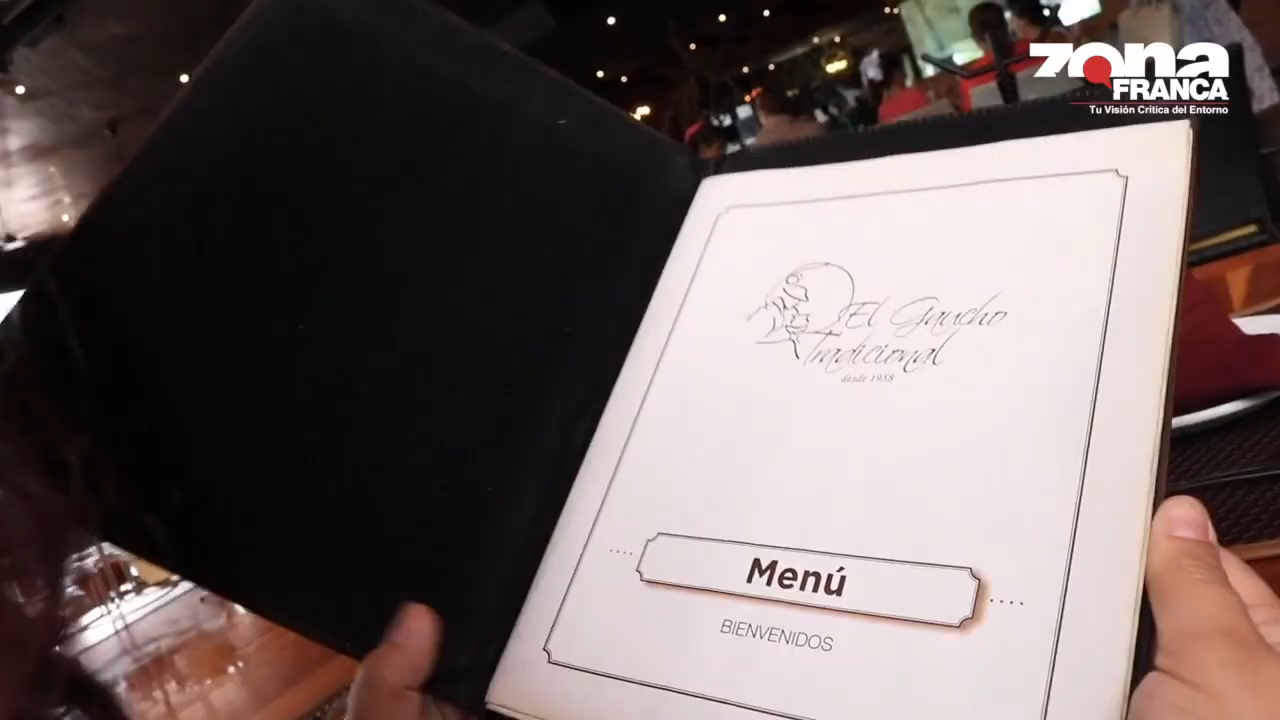 ZONA
FRANCA
Tu Visión Crítica del Entorno
El Gaucho
Tradicional
desde 1958
Menú
BIENVENIDOS